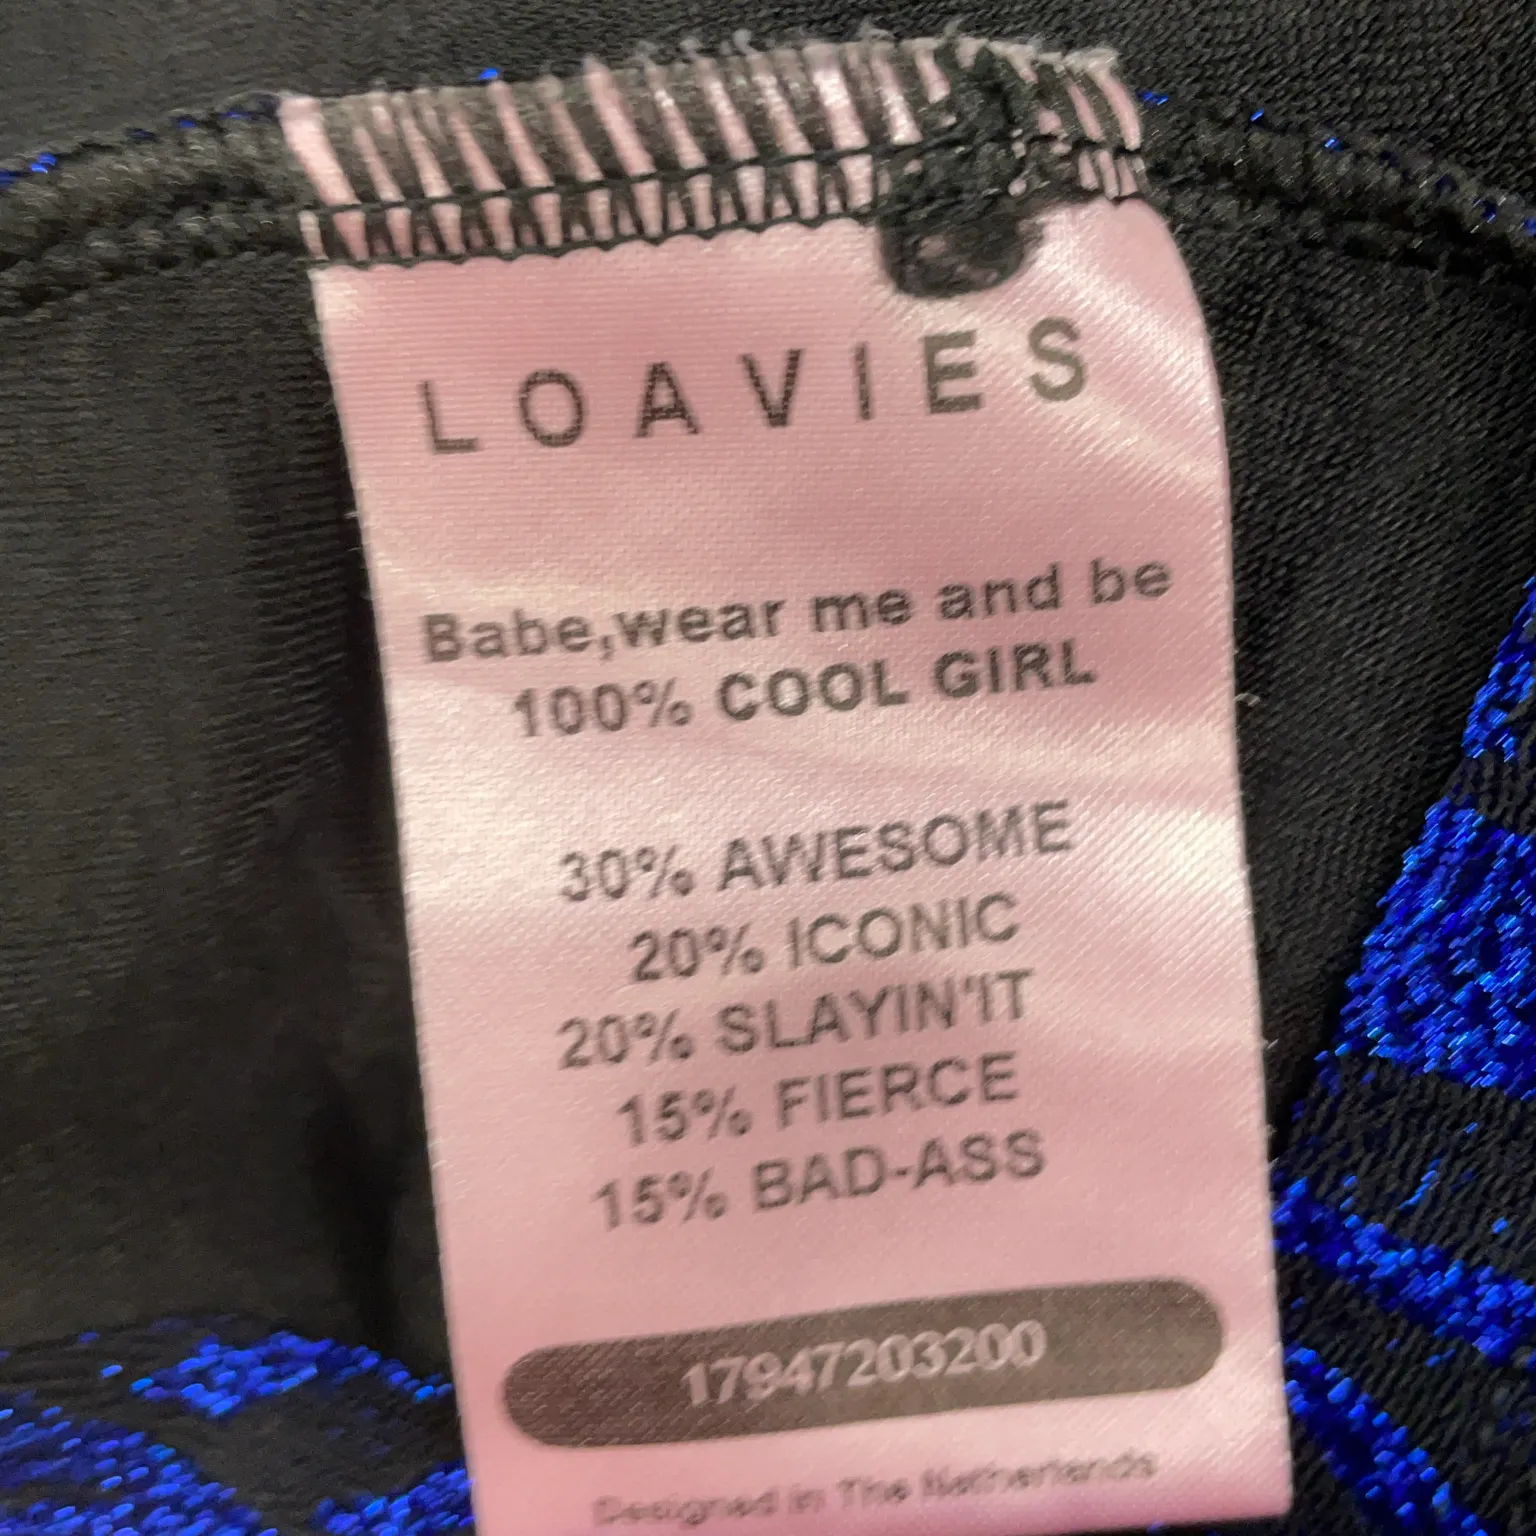 LOAVIES
Babe,wear me and be
100% COOL GIRL
30% AWESOME
20% ICONIC
20% SLAYIN'IT
15% FIERCE
15% BAD-ASS
17947203200
Designed in The Netherlands